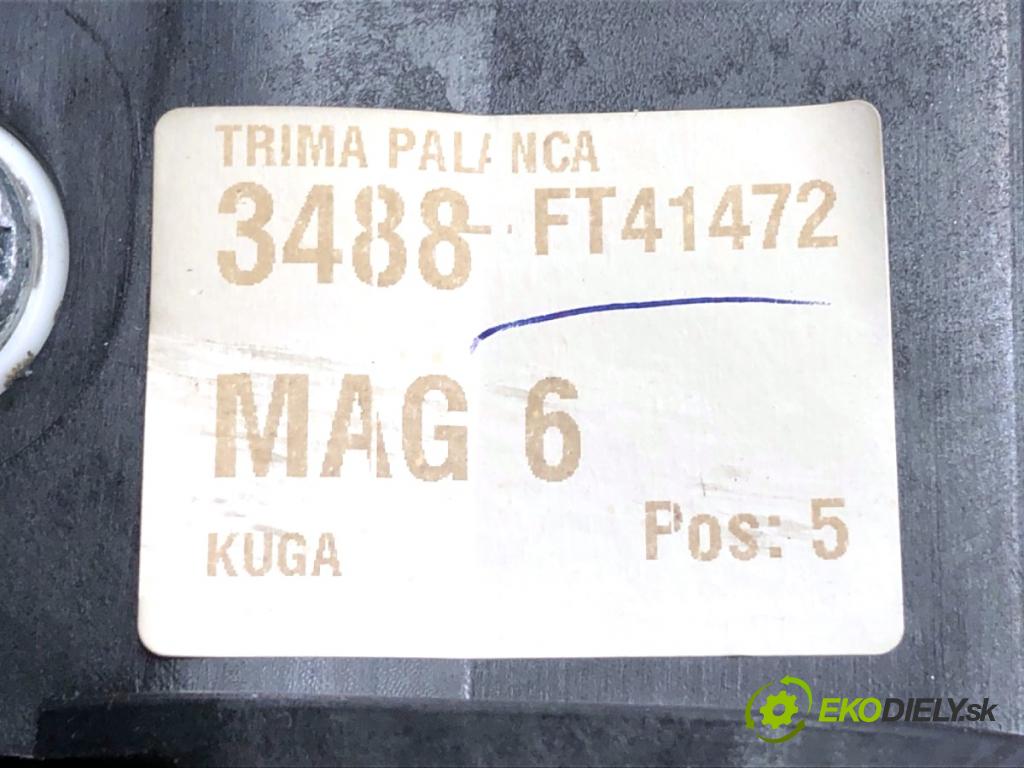 TRIMA PALANCA
3488- FT41472
MAG 6
KUGA
Pos: 5
EKODIELY.sk